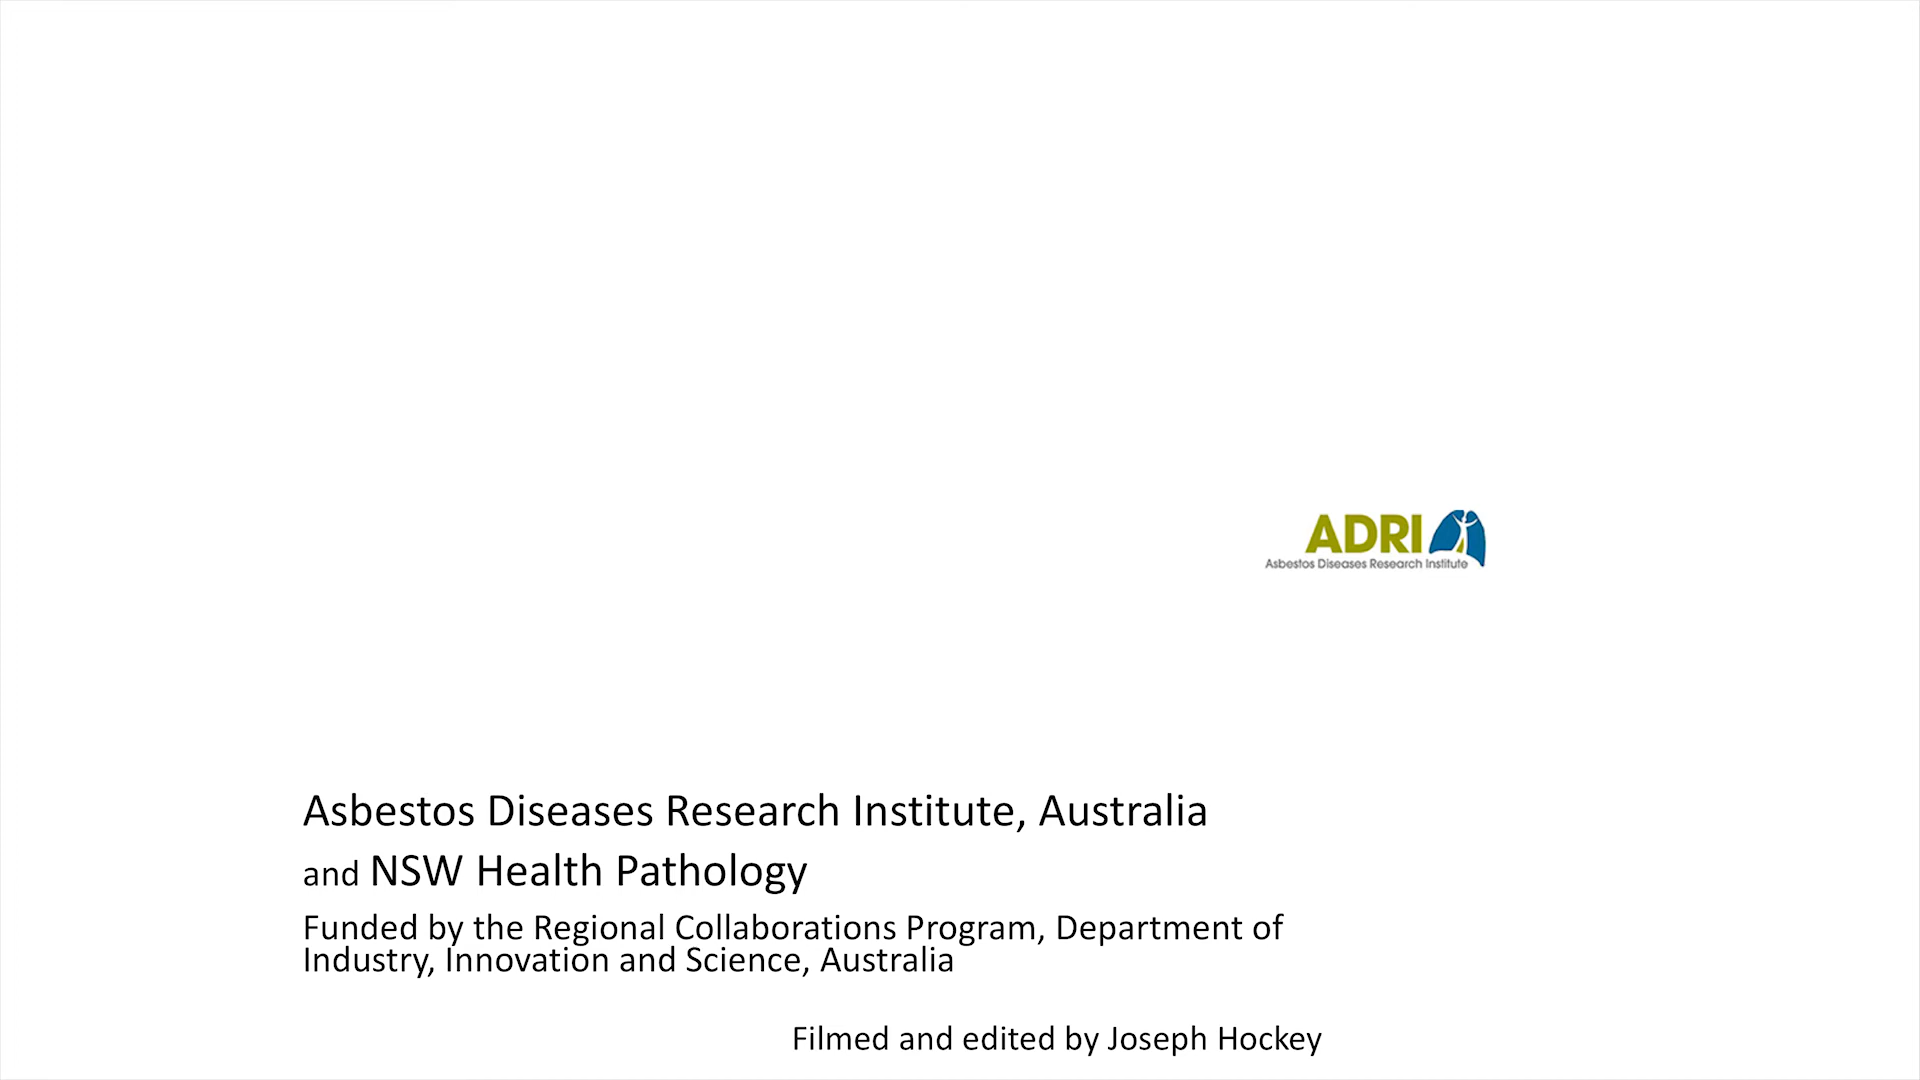 ADRI
Asbestos Diseases Research Institute
Asbestos Diseases Research Institute, Australia
and NSW Health Pathology
Funded by the Regional Collaborations Program, Department of
Industry, Innovation and Science, Australia
Filmed and edited by Joseph Hockey